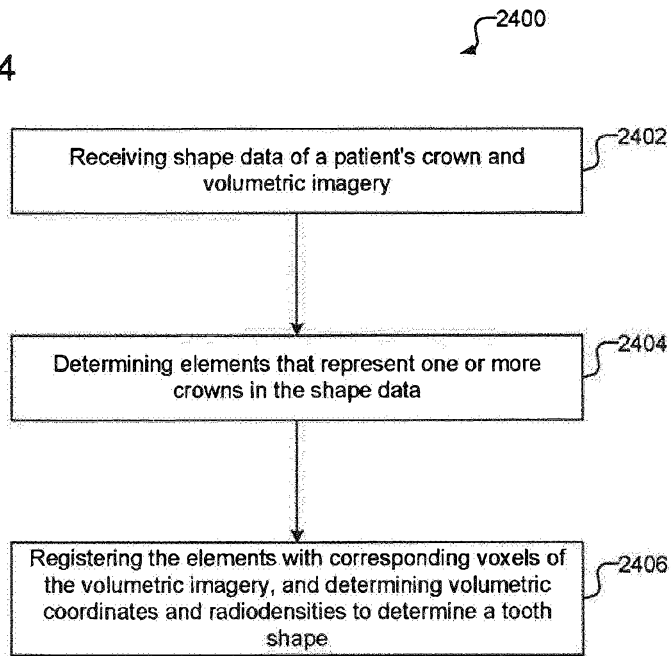 2400
4
2402
Receiving shape data of a patient's crown and
volumetric imagery
2404
Determining elements that represent one or more
crowns in the shape data
2406
Registering the elements with corresponding voxels of
the volumetric imagery, and determining volumetric
coordinates and radiodensities to determine a tooth
shape